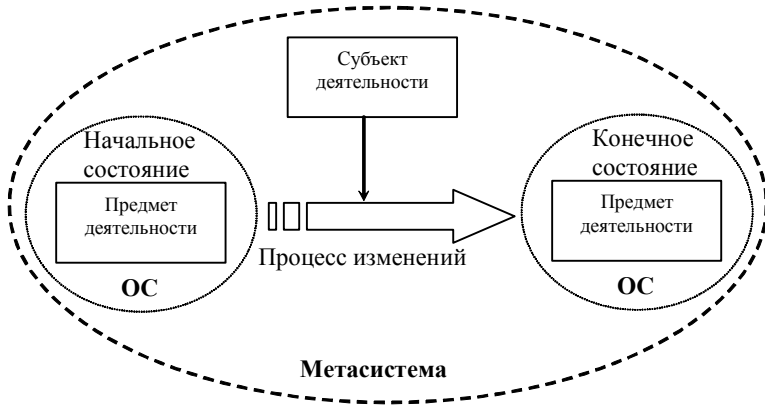 Субъект
деятельности
Начальное
состояние
Предмет
деятельности
ОС
Процесс изменений
Конечное
состояние
Предмет
деятельности
ОС
Метасистема